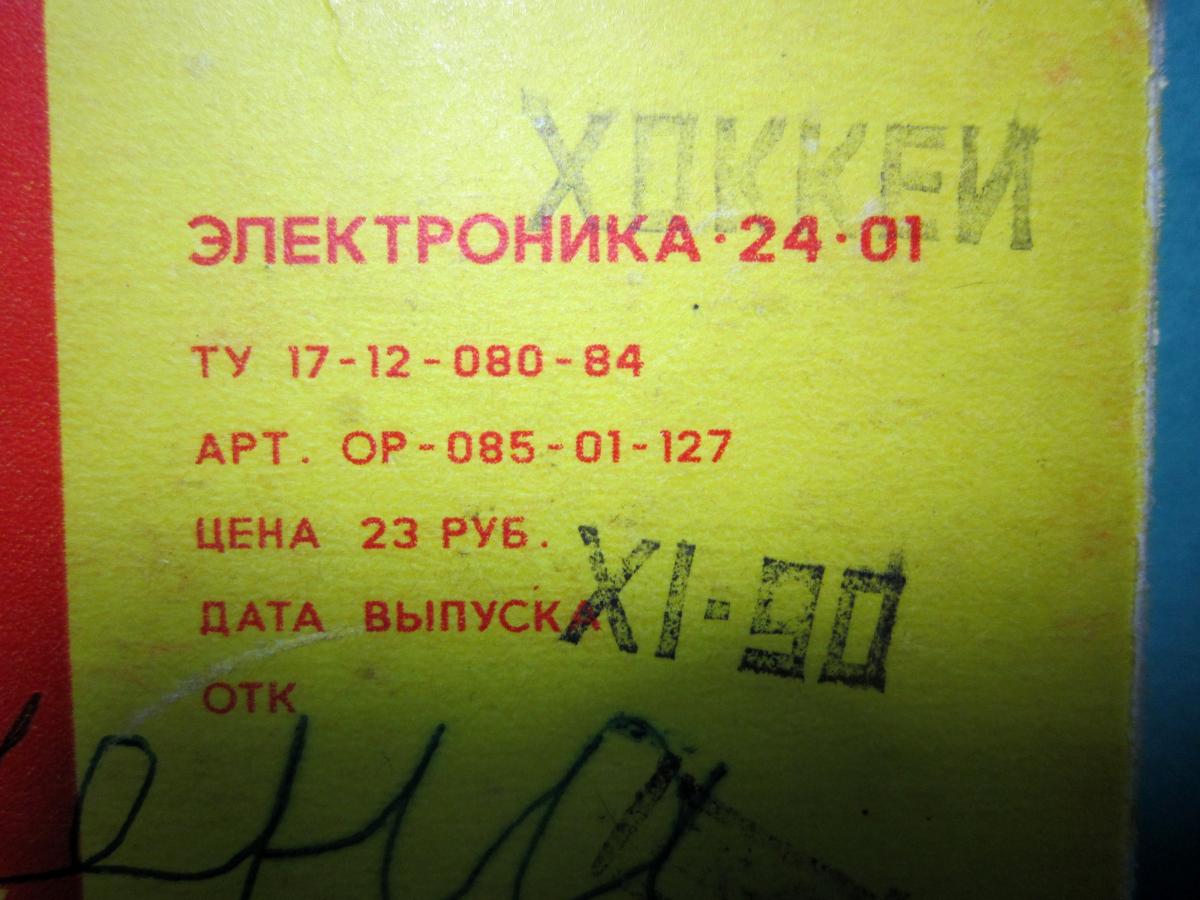 ХОККЕЙ
ЭЛЕКТРОНИКА·24·01
ТУ 17-12-080-84
АРТ. ОР-085-01-127
ЦЕНА 23 РУБ.
ДАТА ВЫПУСКА XI·90
ОТК